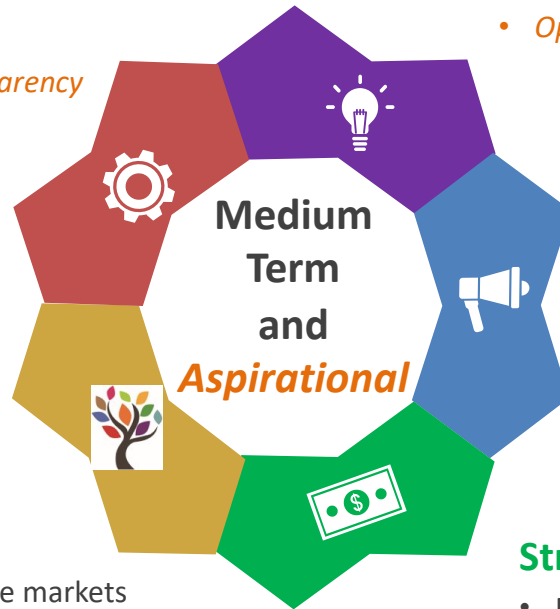 • Op
arency
Medium
Term
and
Aspirational
$
Str
e markets
•